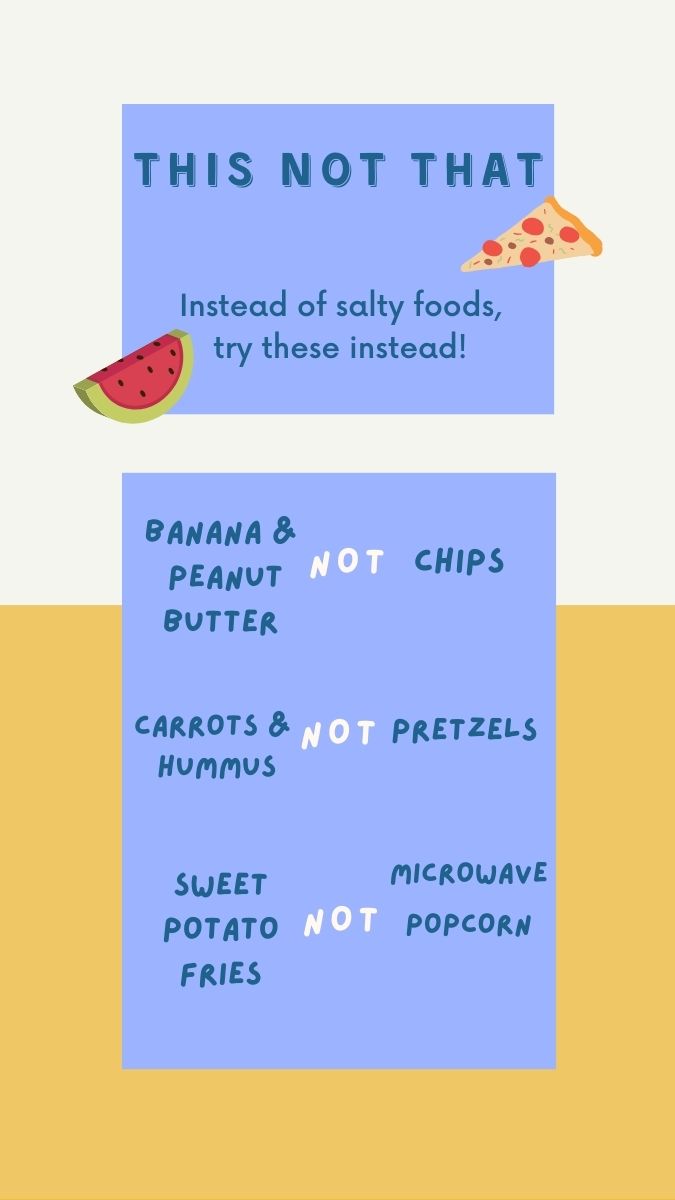 THIS NOT THAT
Instead of salty foods,
try these instead!
BANANA &
PEANUT
BUTTER
NOT
CHIPS
CARROTS &
HUMMUS
NOT
PRETZELS
SWEET
POTATO
FRIES
NOT
MICROWAVE
POPCORN